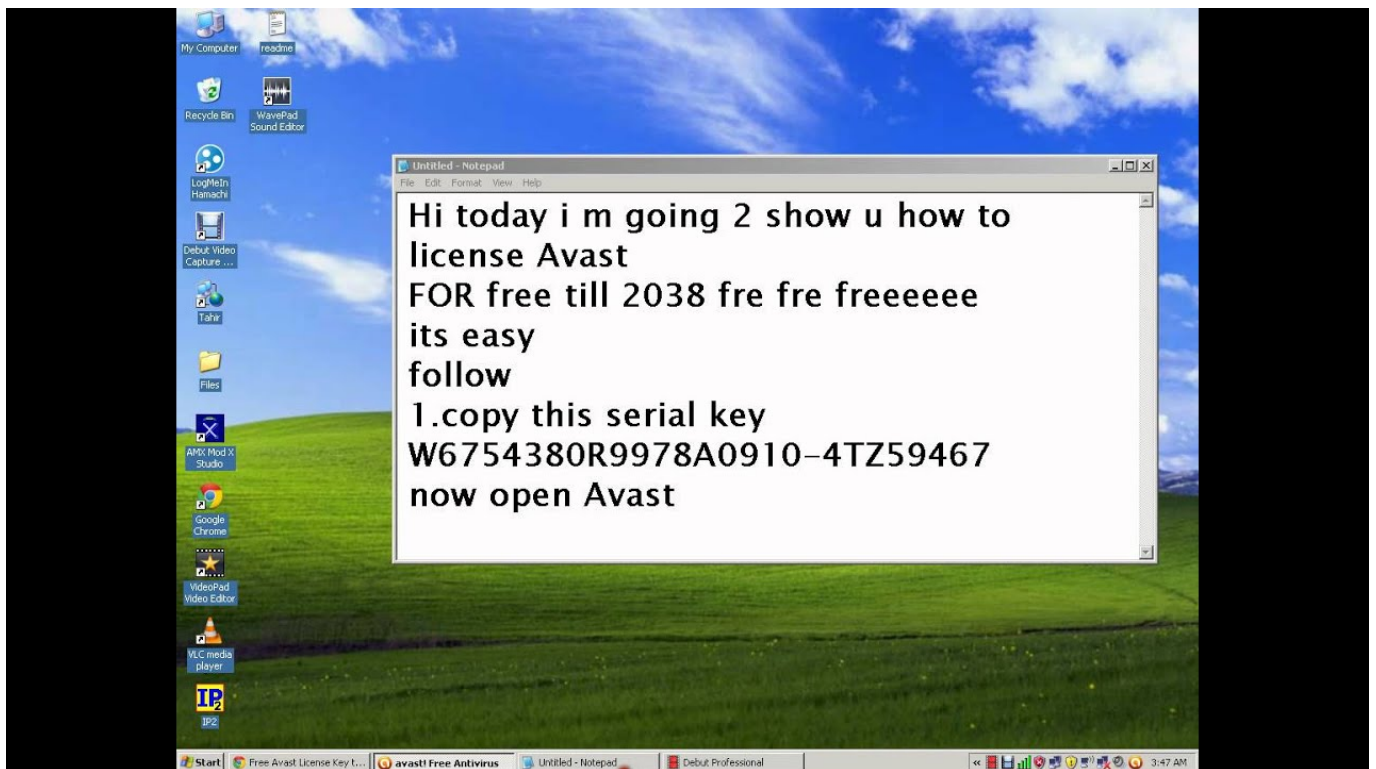 My Computer
readme
Recycle Bin
WavePad
Sound Editor
LogMeIn
Hamachi
Debut Video
Capture ...
Tahir
Files
AMX Mod X
Studio
Google
Chrome
VideoPad
Video Editor
VLC media
player
IP2
IP2
Untitled - Notepad
File Edit Format View Help
Hi today i m going 2 show u how to
license Avast
FOR free till 2038 fre fre freeeeee
its easy
follow
1.copy this serial key
W6754380R9978A0910-4TZ59467
now open Avast
Start
Free Avast License Key t...
avast! Free Antivirus
Untitled - Notepad
Debut Professional
3:47 AM